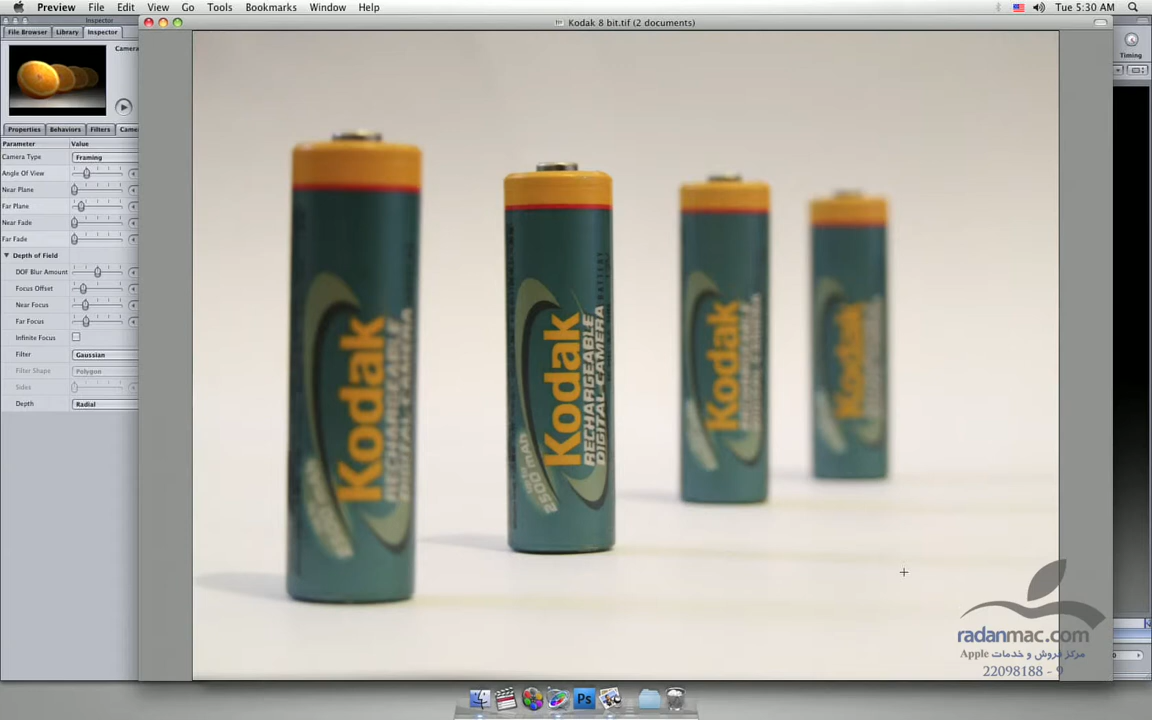 Preview File Edit View Go Tools Bookmarks Window Help
Tue 5:30 AM
Inspector
Kodak 8 bit.tif (2 documents)
File Browser Library Inspector
Timing
Camera
Properties Behaviors Filters Came
Parameter Value
Camera Type Framing
Angle Of View
Near Plane
Far Plane
Near Fade
Far Fade
Depth of Field
DOF Blur Amount
Focus Offset
Near Focus
Far Focus
Infinite Focus
Filter Gaussian
Filter Shape Polygon
Sides
Depth Radial
Kodak
RECHARGEABLE
DIGITAL CAMERA
Kodak
RECHARGEABLE
DIGITAL CAMERA
2500 mAh
Kodak
Kodak
Ps
radanmac.com
مرکز فروش و خدمات Apple
22098188 - 9